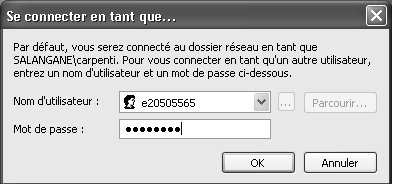 Se connecter en tant que...
Par défaut, vous serez connecté au dossier réseau en tant que
SALANGANE\carpenti. Pour vous connecter en tant qu'un autre utilisateur,
entrez un nom d'utilisateur et un mot de passe ci-dessous.
Nom d'utilisateur : e20505565 ... Parcourir...
Mot de passe : ●●●●●●●●
OK Annuler